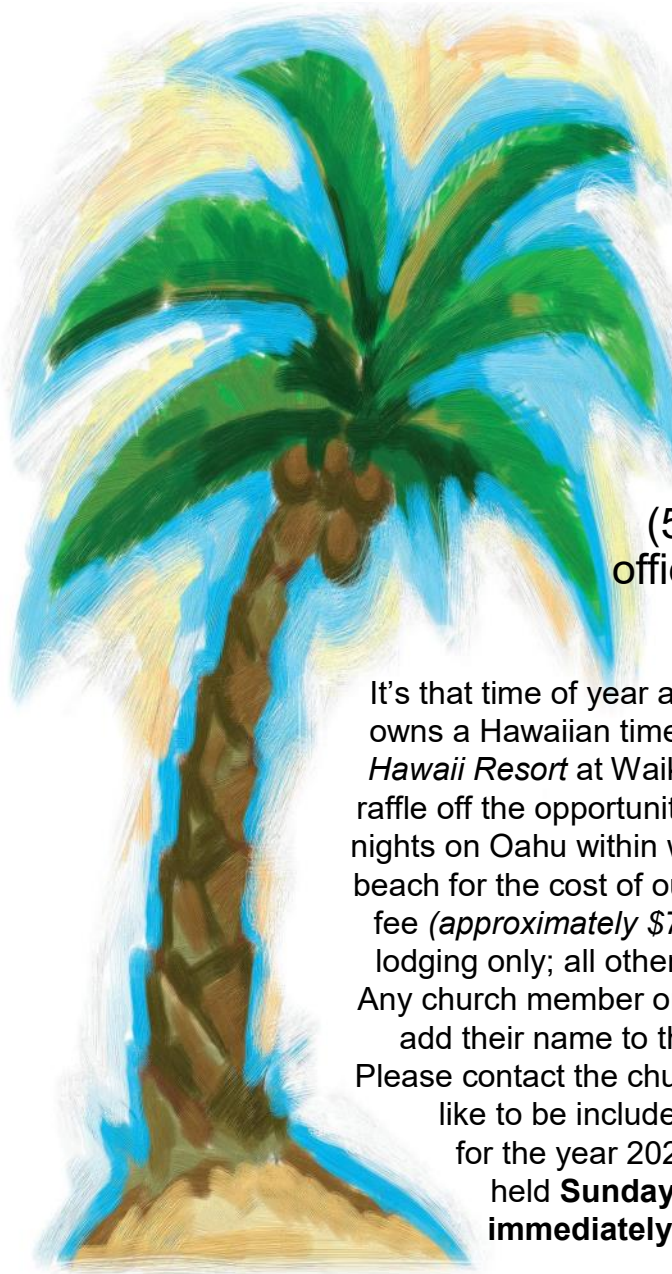 (5
offic
It’s that time of year a
owns a Hawaiian time
Hawaii Resort at Waik
raffle off the opportunit
nights on Oahu within w
beach for the cost of ou
fee (approximately $7
lodging only; all other
Any church member o
add their name to th
Please contact the chu
like to be include
for the year 202
held Sunday
immediately